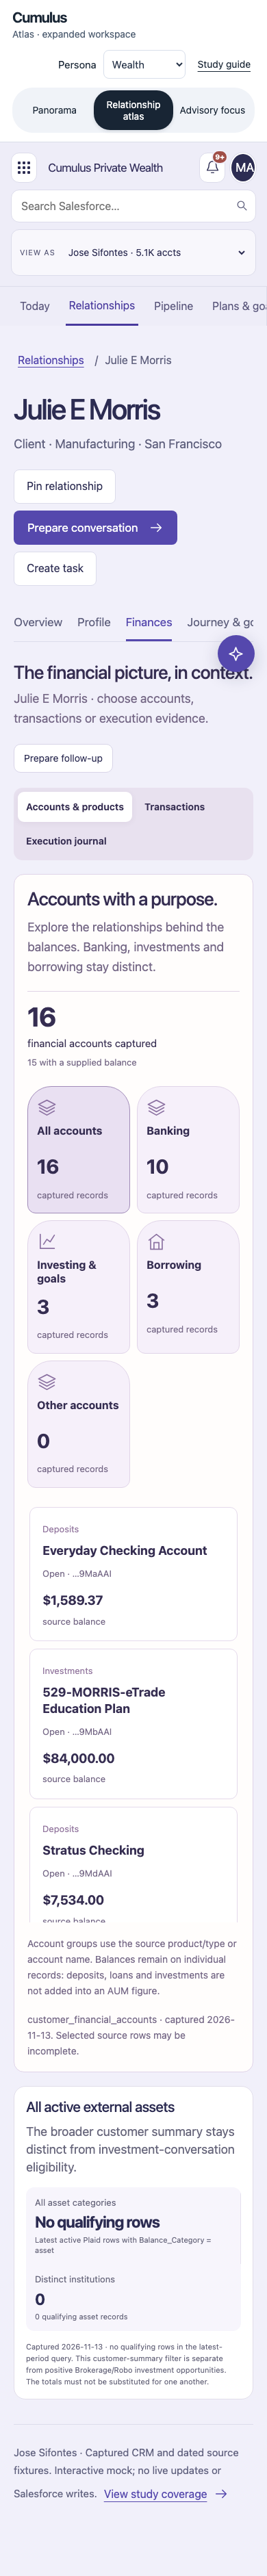 Cumulus
Atlas · expanded workspace
Persona
Wealth
Study guide
Panorama
Relationship
atlas
Advisory focus
Cumulus Private Wealth
9+
MA
Search Salesforce...
VIEW AS
Jose Sifontes · 5.1K accts
Today
Relationships
Pipeline
Plans & goa
Relationships / Julie E Morris
Julie E Morris
Client · Manufacturing · San Francisco
Pin relationship
Prepare conversation
Create task
Overview
Profile
Finances
Journey & go
The financial picture, in context.
Julie E Morris · choose accounts,
transactions or execution evidence.
Prepare follow-up
Accounts & products
Transactions
Execution journal
Accounts with a purpose.
Explore the relationships behind the
balances. Banking, investments and
borrowing stay distinct.
16
financial accounts captured
15 with a supplied balance
All accounts
16
captured records
Banking
10
captured records
Investing &
goals
3
captured records
Borrowing
3
captured records
Other accounts
0
captured records
Deposits
Everyday Checking Account
Open · ...9MaAAI
$1,589.37
source balance
Investments
529-MORRIS-eTrade
Education Plan
Open · ...9MbAAI
$84,000.00
source balance
Deposits
Stratus Checking
Open · ...9MdAAI
$7,534.00
source balance
Account groups use the source product/type or
account name. Balances remain on individual
records: deposits, loans and investments are
not added into an AUM figure.
customer_financial_accounts · captured 2026-
11-13. Selected source rows may be
incomplete.
All active external assets
The broader customer summary stays
distinct from investment-conversation
eligibility.
All asset categories
No qualifying rows
Latest active Plaid rows with Balance_Category =
asset
Distinct institutions
0
0 qualifying asset records
Captured 2026-11-13 · no qualifying rows in the latest-
period query. This customer-summary filter is separate
from positive Brokerage/Robo investment opportunities.
The totals must not be substituted for one another.
Jose Sifontes · Captured CRM and dated source
fixtures. Interactive mock; no live updates or
Salesforce writes. View study coverage